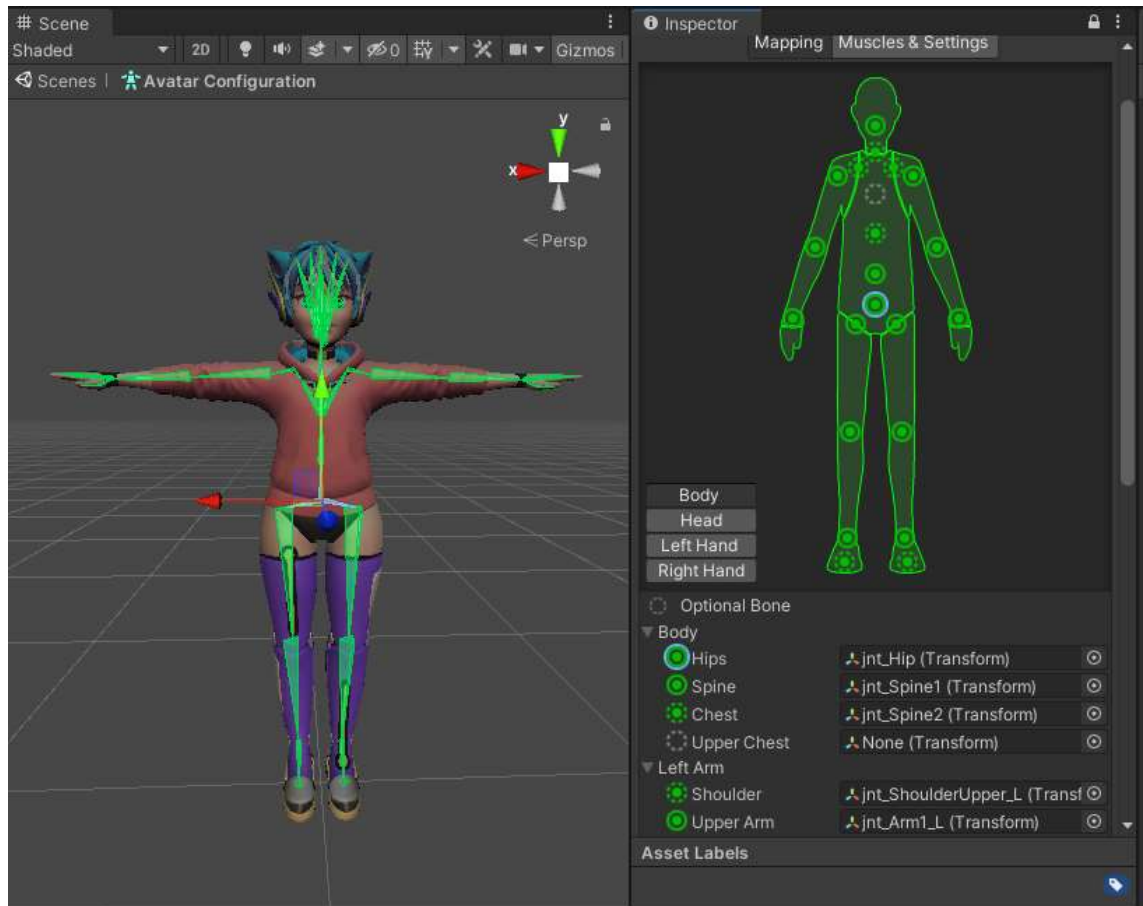 # Scene
Shaded 2D 0 Gizmos
Scenes | Avatar Configuration
y
x
< Persp
Inspector
Mapping Muscles & Settings
Body
Head
Left Hand
Right Hand
Optional Bone
Body
Hips jnt_Hip (Transform)
Spine jnt_Spine1 (Transform)
Chest jnt_Spine2 (Transform)
Upper Chest None (Transform)
Left Arm
Shoulder jnt_ShoulderUpper_L (Transf
Upper Arm jnt_Arm1_L (Transform)
Asset Labels